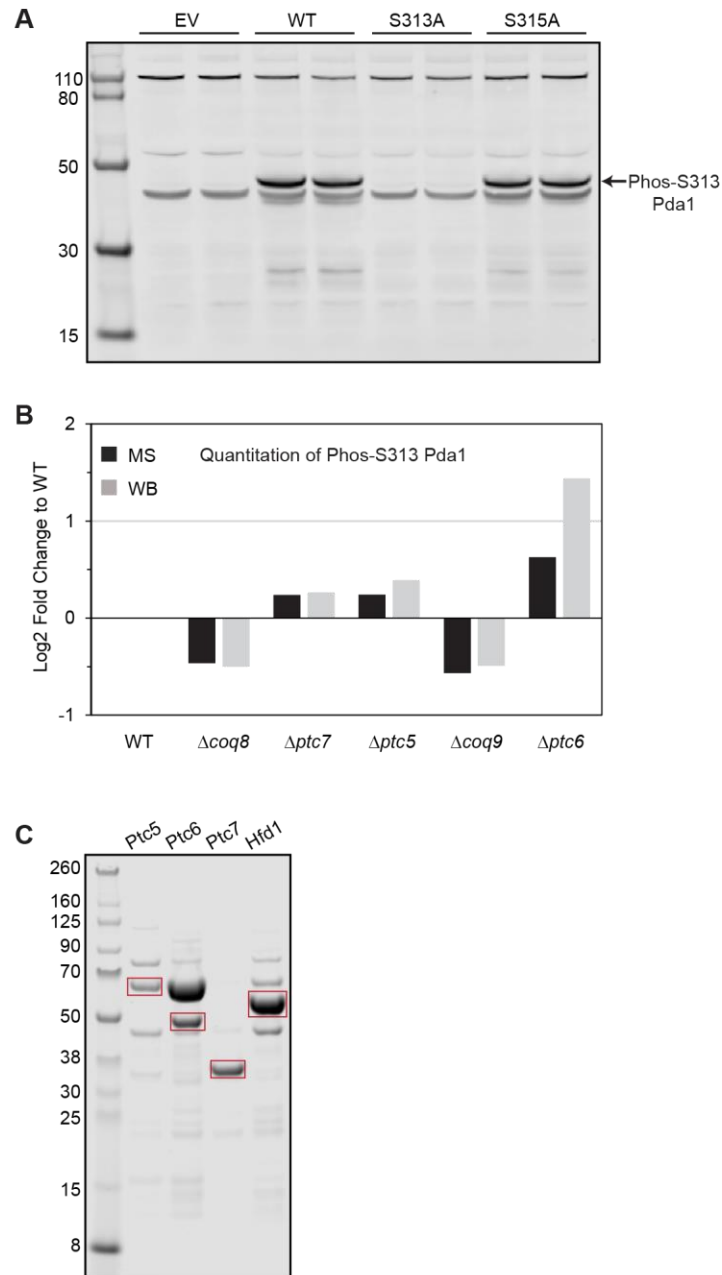 A
EV WT S313A S315A
110
80
50
Phos-S313
Pda1
30
15
B
2
MS Quantitation of Phos-S313 Pda1
WB
1
0
-1
Log2 Fold Change to WT
WT Δcoq8 Δptc7 Δptc5 Δcoq9 Δptc6
C
Ptc5 Ptc6 Ptc7 Hfd1
260
160
125
90
70
50
38
30
25
15
8